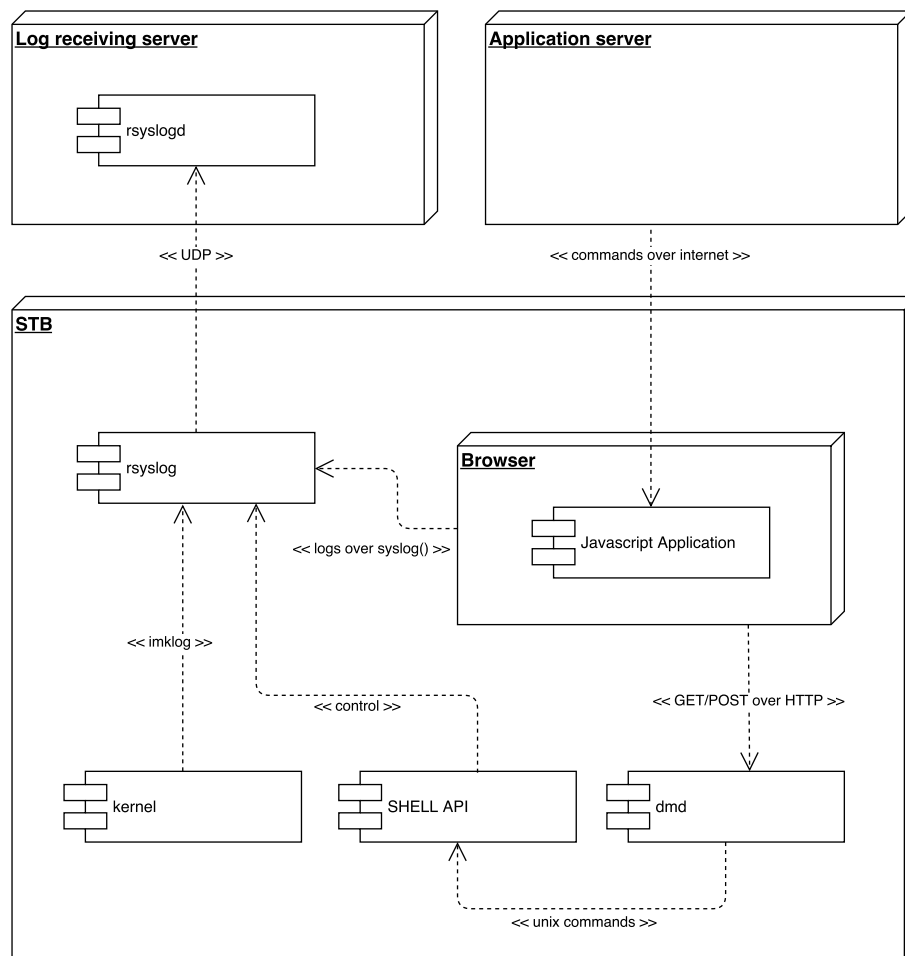 Log receiving server
Application server
rsyslogd
<< UDP >>
<< commands over internet >>
STB
rsyslog
Browser
Javascript Application
<< logs over syslog() >>
<< imklog >>
<< control >>
<< GET/POST over HTTP >>
kernel
SHELL API
dmd
<< unix commands >>